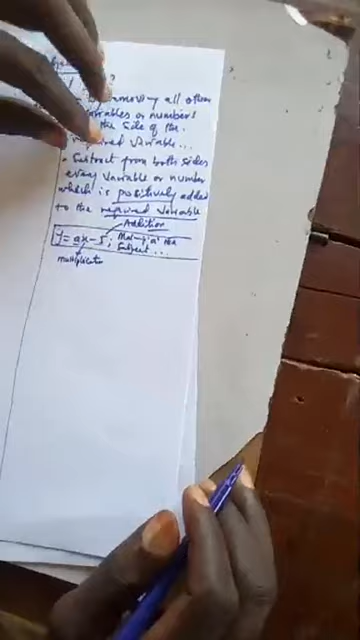 ?
removing all other
variables or numbers
the side of the
required variable...
• Subtract from both sides
every variable or number
which is positively added
to the required variable
Addition
y = ax - 5; Make 'a' the
Subject...
multiplication